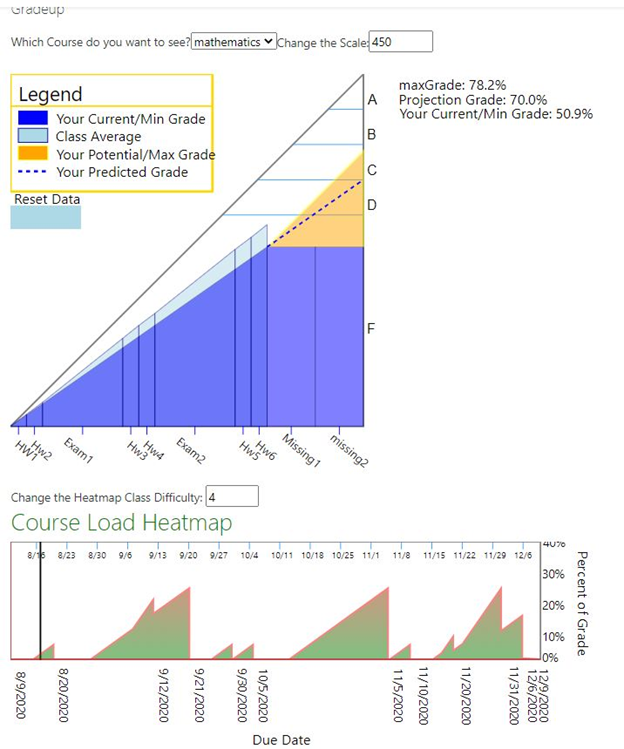 Gradeup
Which Course do you want to see? mathematics Change the Scale: 450
Legend
Your Current/Min Grade
Class Average
Your Potential/Max Grade
Your Predicted Grade
Reset Data
maxGrade: 78.2%
Projection Grade: 70.0%
Your Current/Min Grade: 50.9%
A
B
C
D
F
HW1 Hw2 Exam1 Hw3 Hw4 Exam2 Hw5 Hw6 Missing1 missing2
Change the Heatmap Class Difficulty: 4
Course Load Heatmap
8/16 8/23 8/30 9/6 9/13 9/20 9/27 10/4 10/11 10/18 10/25 11/1 11/8 11/15 11/22 11/29 12/6
40%
30%
20%
10%
0%
Percent of Grade
8/9/2020 8/20/2020 9/12/2020 9/21/2020 9/30/2020 10/5/2020 11/5/2020 11/10/2020 11/20/2020 11/31/2020 12/6/2020 12/9/2020
Due Date